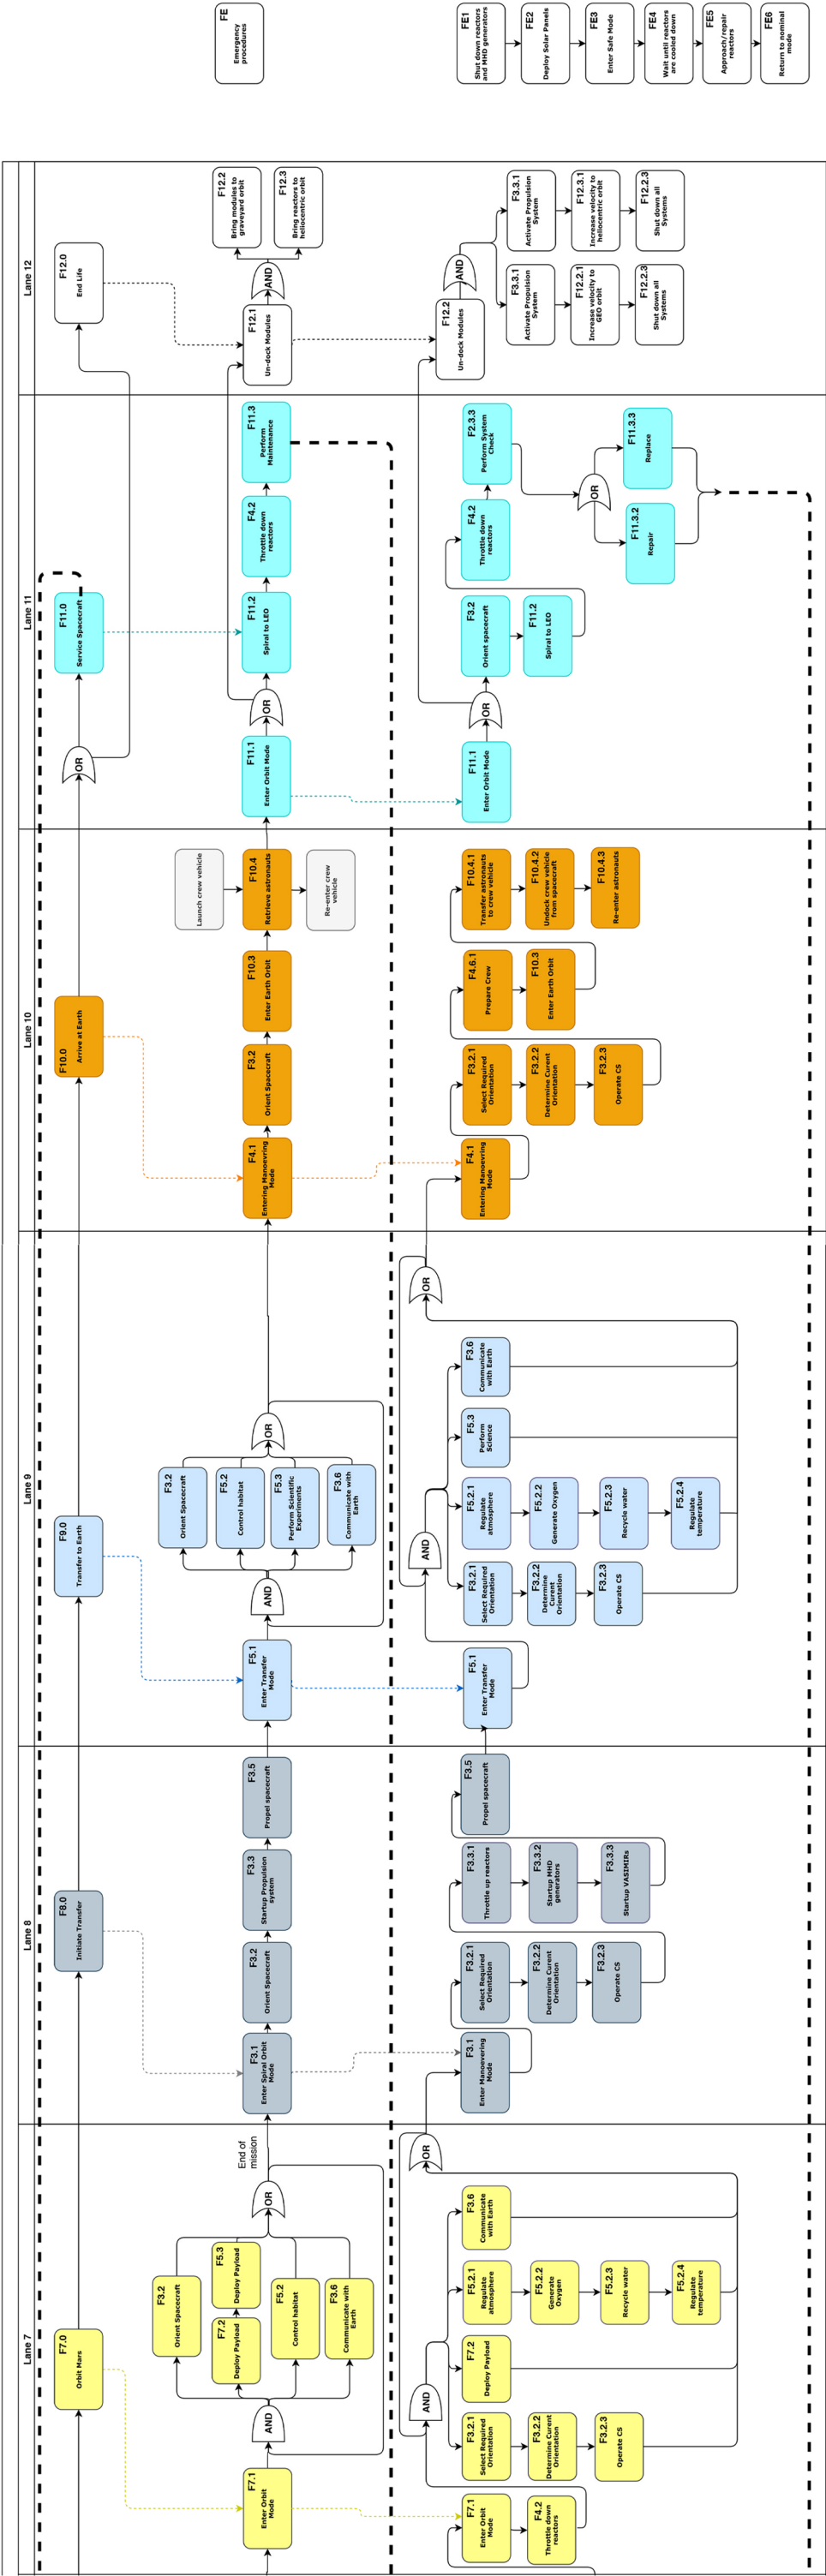 FE
Emergency
procedures
FE1
Shut down reactors
and MHD generators
FE2
Deploy Solar Panels
FE3
Enter Safe Mode
FE4
Wait until reactors
are cooled down
FE5
Approach/repair
reactors
FE6
Return to nominal
mode
Lane 12
F12.0
End Life
F12.1
Un-dock Modules
AND
F12.2
Bring modules to
graveyard orbit
F12.3
Bring reactors to
heliocentric orbit
F12.2
Un-dock Modules
AND
F3.3.1
Activate Propulsion
System
F12.2.1
Increase velocity to
GEO orbit
F12.2.3
Shut down all
Systems
F3.3.1
Activate Propulsion
System
F12.3.1
Increase velocity to
heliocentric orbit
F12.2.3
Shut down all
Systems
Lane 11
OR
F11.0
Service Spacecraft
F11.1
Enter Orbit Mode
OR
F11.2
Spiral to LEO
F4.2
Throttle down
reactors
F11.3
Perform
Maintenance
F11.1
Enter Orbit Mode
OR
F3.2
Orient spacecraft
F11.2
Spiral to LEO
F4.2
Throttle down
reactors
F2.3.3
Perform System
Check
OR
F11.3.2
Repair
F11.3.3
Replace
Lane 10
F10.0
Arrive at Earth
F4.1
Entering Manoevring
Mode
F3.2
Orient Spacecraft
F10.3
Enter Earth Orbit
Launch crew vehicle
F10.4
Retrieve astronauts
Re-enter crew
vehicle
F4.1
Entering Manoevring
Mode
F3.2.1
Select Required
Orientation
F3.2.2
Determine Curent
Orientation
F3.2.3
Operate CS
F4.6.1
Prepare Crew
F10.3
Enter Earth Orbit
F10.4.1
Transfer astronauts
to crew vehicle
F10.4.2
Undock crew vehicle
from spacecraft
F10.4.3
Re-enter astronauts
Lane 9
F9.0
Transfer to Earth
F5.1
Enter Transfer
Mode
AND
F3.2
Orient Spacecraft
F5.2
Control habitat
F5.3
Perform Scientific
Experiments
F3.6
Communicate with
Earth
OR
F5.1
Enter Transfer
Mode
AND
F3.2.1
Select Required
Orientation
F3.2.2
Determine
Curent
Orientation
F3.2.3
Operate CS
F5.2.1
Regulate
atmosphere
F5.2.2
Generate Oxygen
F5.2.3
Recycle water
F5.2.4
Regulate
temperature
F5.3
Perform
Science
F3.6
Communicate
with Earth
OR
Lane 8
F8.0
Initiate Transfer
F3.1
Enter Spiral Orbit
Mode
F3.2
Orient Spacecraft
F3.3
Startup Propulsion
system
F3.5
Propel spacecraft
F3.1
Enter Manoevering
Mode
F3.2.1
Select Required
Orientation
F3.2.2
Determine Curent
Orientation
F3.2.3
Operate CS
F3.3.1
Throttle up reactors
F3.3.2
Startup MHD
generators
F3.3.3
Startup VASIMIRs
F3.5
Propel spacecraft
Lane 7
F7.0
Orbit Mars
F7.1
Enter Orbit
Mode
AND
F3.2
Orient Spacecraft
F7.2
Deploy Payload
F5.3
Deploy Payload
F5.2
Control habitat
F3.6
Communicate with
Earth
OR
End of
mission
F7.1
Enter Orbit
Mode
F4.2
Throttle down
reactors
AND
F3.2.1
Select Required
Orientation
F3.2.2
Determine Curent
Orientation
F3.2.3
Operate CS
F7.2
Deploy Payload
F5.2.1
Regulate
atmosphere
F5.2.2
Generate
Oxygen
F5.2.3
Recycle water
F5.2.4
Regulate
temperature
F3.6
Communicate
with Earth
OR